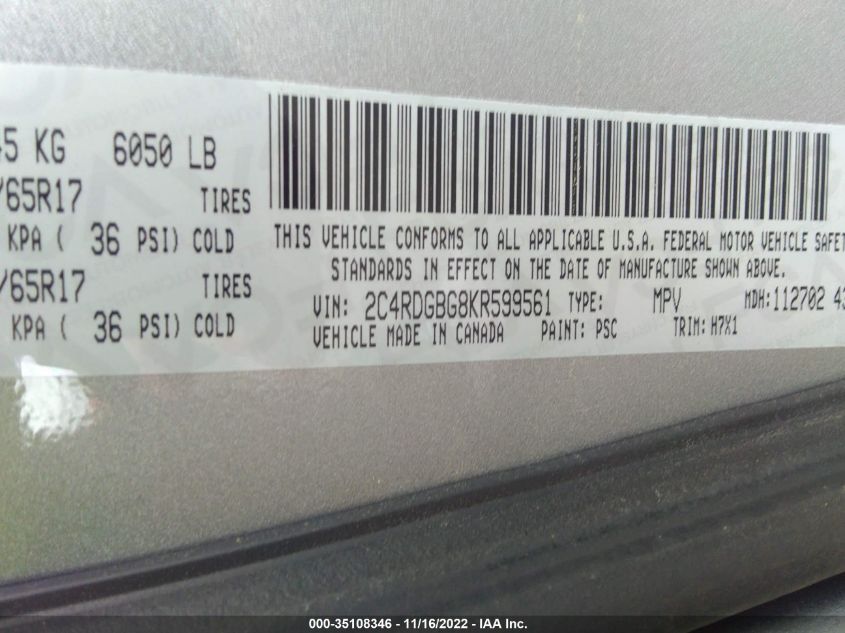 45 KG 6050 LB
/65R17 TIRES
KPA ( 36 PSI) COLD
/65R17 TIRES
KPA ( 36 PSI) COLD
THIS VEHICLE CONFORMS TO ALL APPLICABLE U.S.A. FEDERAL MOTOR VEHICLE SAFET
STANDARDS IN EFFECT ON THE DATE OF MANUFACTURE SHOWN ABOVE.
VIN: 2C4RDGBG8KR599561 TYPE: MPV MDH:112702 43
VEHICLE MADE IN CANADA PAINT: PSC TRIM: H7X1
000-35108346 - 11/16/2022 - IAA Inc.